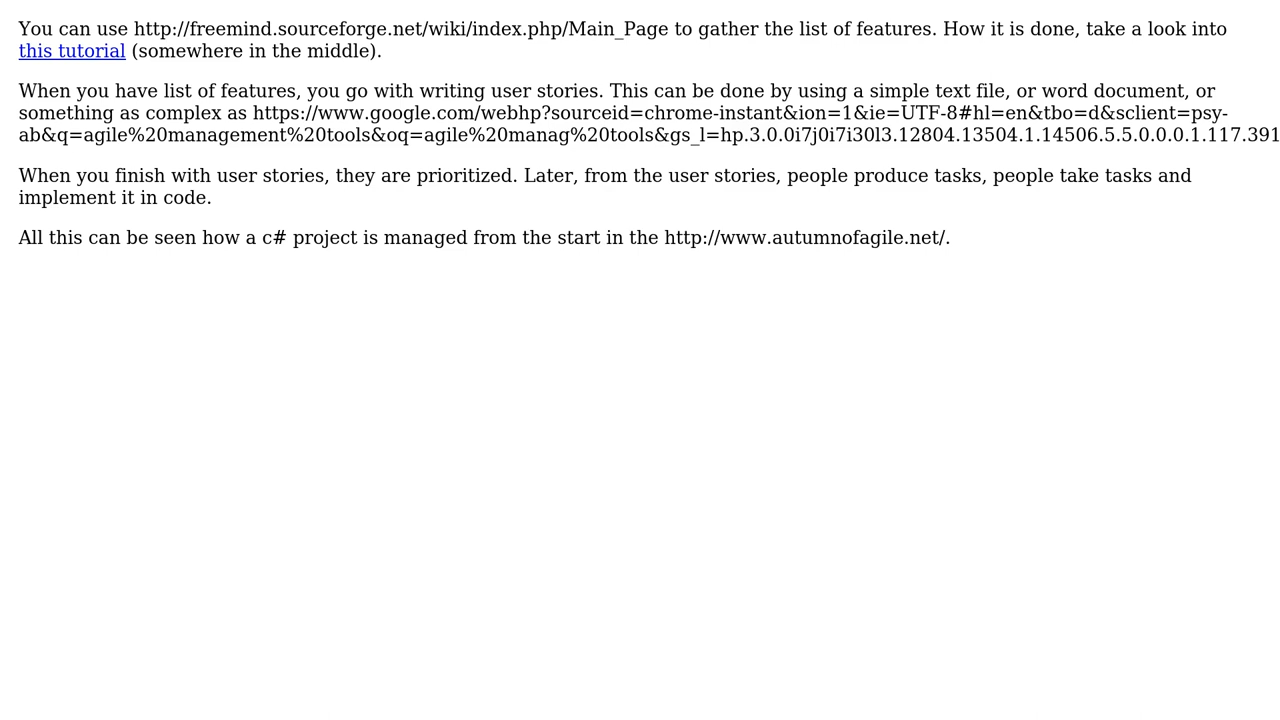 You can use http://freemind.sourceforge.net/wiki/index.php/Main_Page to gather the list of features. How it is done, take a look into
this tutorial (somewhere in the middle).
When you have list of features, you go with writing user stories. This can be done by using a simple text file, or word document, or
something as complex as https://www.google.com/webhp?sourceid=chrome-instant&ion=1&ie=UTF-8#hl=en&tbo=d&sclient=psy-
ab&q=agile%20management%20tools&oq=agile%20manag%20tools&gs_l=hp.3.0.0i7j0i7i30l3.12804.13504.1.14506.5.5.0.0.0.1.117.391
When you finish with user stories, they are prioritized. Later, from the user stories, people produce tasks, people take tasks and
implement it in code.
All this can be seen how a c# project is managed from the start in the http://www.autumnofagile.net/.